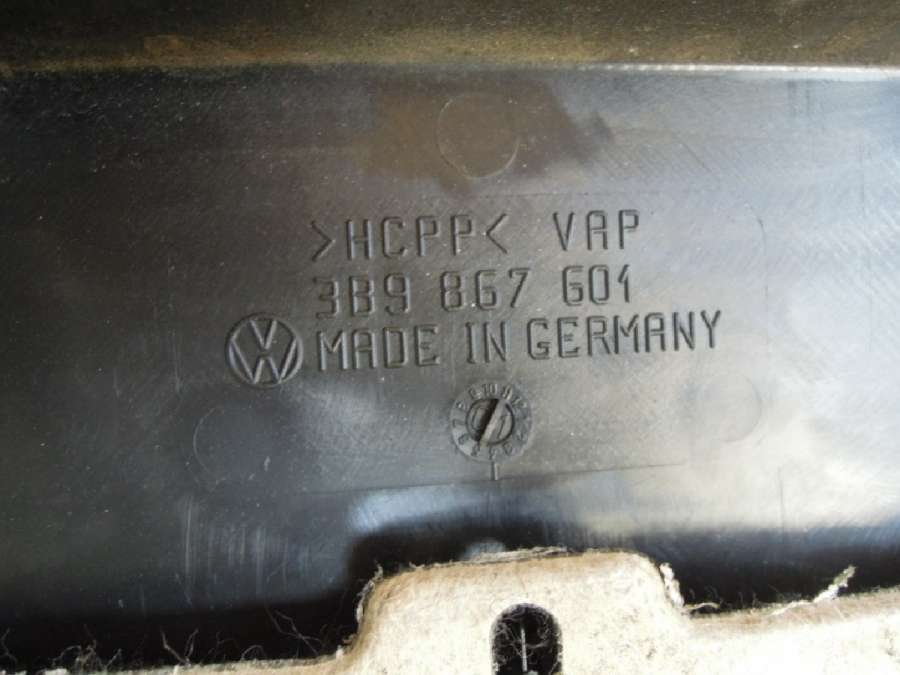 >HCPP< VAP
3B9 867 601
MADE IN GERMANY